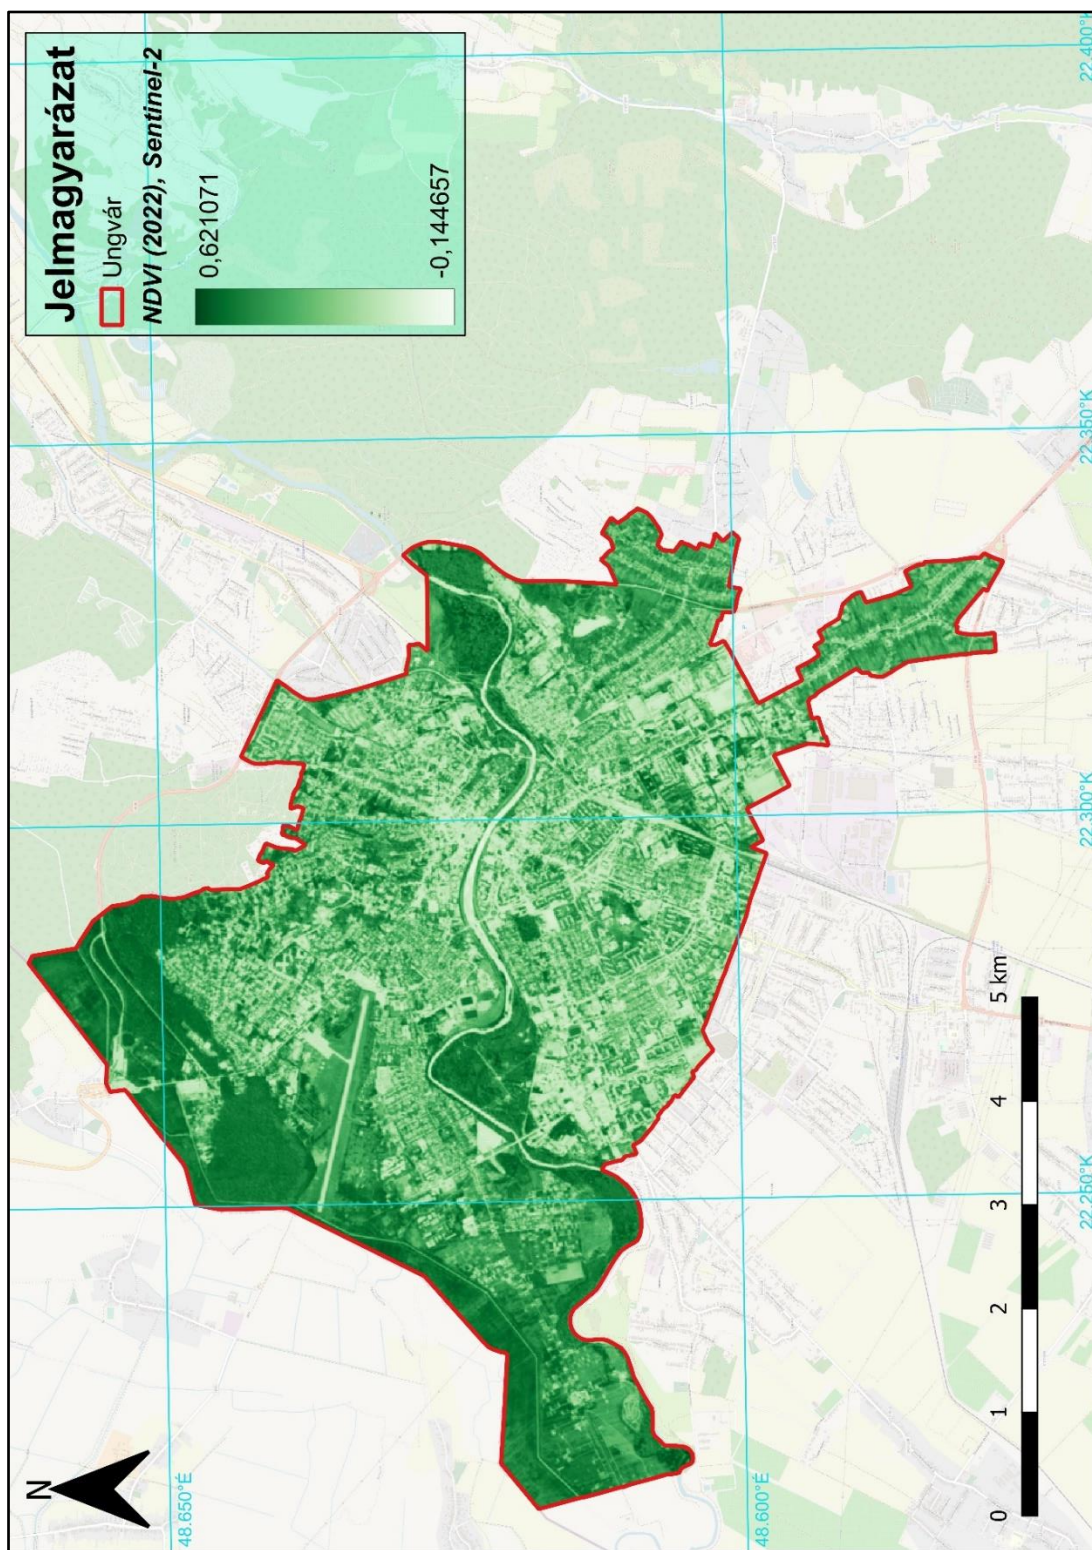 N
Jelmagyarázat
Ungvár
NDVI (2022), Sentinel-2
0,621071
-0,144657
48.650°É
48.600°É
22.250°K
22.300°K
22.350°K
22.400°K
0 1 2 3 4 5 km